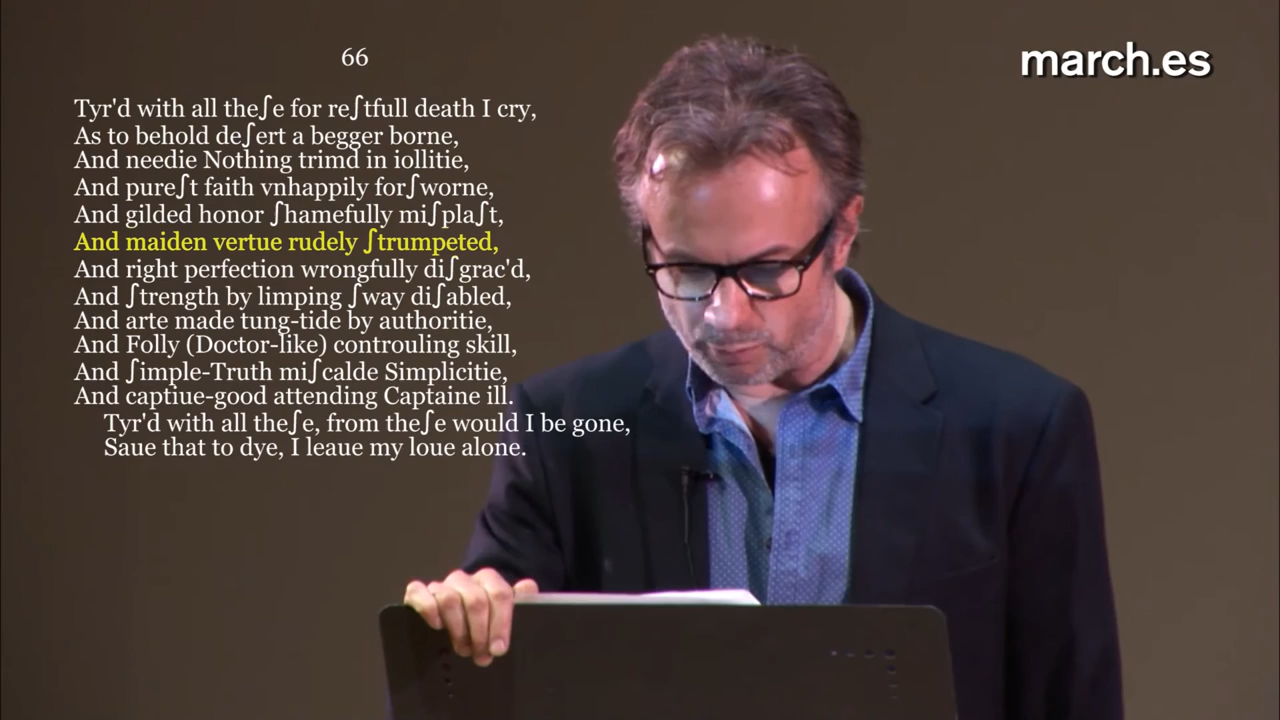 66
march.es
Tyr'd with all theſe for reſtfull death I cry,
As to behold deſert a begger borne,
And needie Nothing trimd in iollitie,
And pureſt faith vnhappily forſworne,
And gilded honor ſhamefully miſplaſt,
And maiden vertue rudely ſtrumpeted,
And right perfection wrongfully diſgrac'd,
And ſtrength by limping ſway diſabled,
And arte made tung-tide by authoritie,
And Folly (Doctor-like) controuling skill,
And ſimple-Truth miſcalde Simplicitie,
And captiue-good attending Captaine ill.
Tyr'd with all theſe, from theſe would I be gone,
Saue that to dye, I leaue my loue alone.